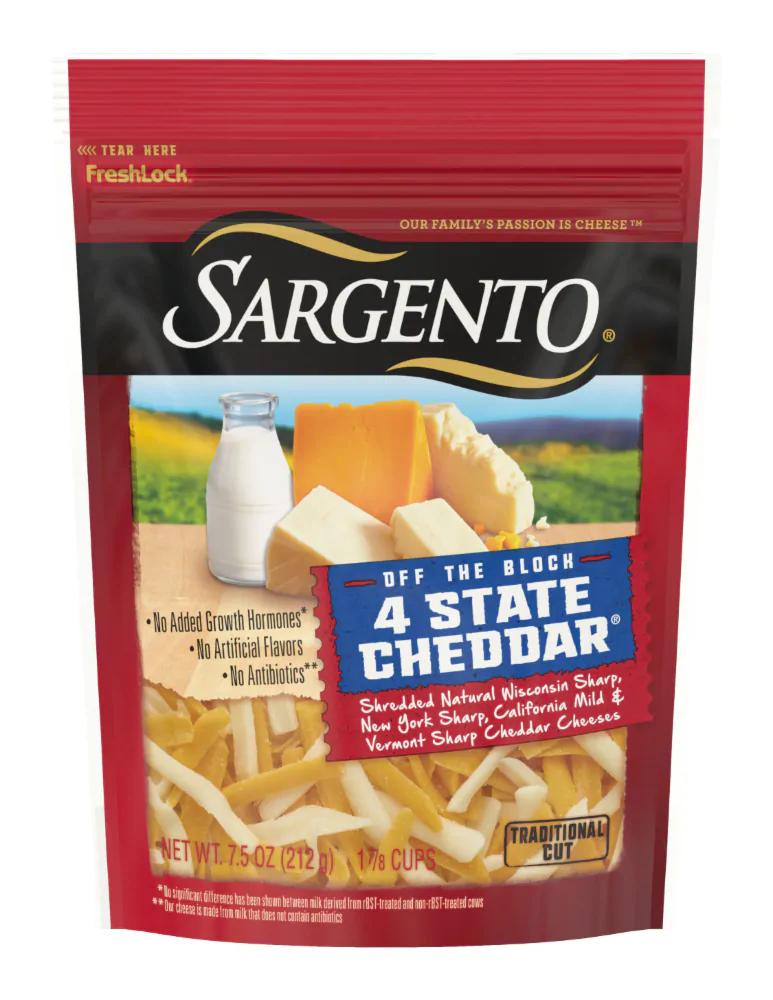 ‹‹‹‹ TEAR HERE
FreshLock®
OUR FAMILY'S PASSION IS CHEESE™
SARGENTO®
OFF THE BLOCK
4 STATE
CHEDDAR®
• No Added Growth Hormones*
• No Artificial Flavors
• No Antibiotics**
Shredded Natural Wisconsin Sharp,
New York Sharp, California Mild &
Vermont Sharp Cheddar Cheeses
TRADITIONAL
CUT
NET WT. 7.5 OZ (212 g) 1 7/8 CUPS
*No significant difference has been shown between milk derived from rBST-treated and non-rBST-treated cows
**Our cheese is made from milk that does not contain antibiotics